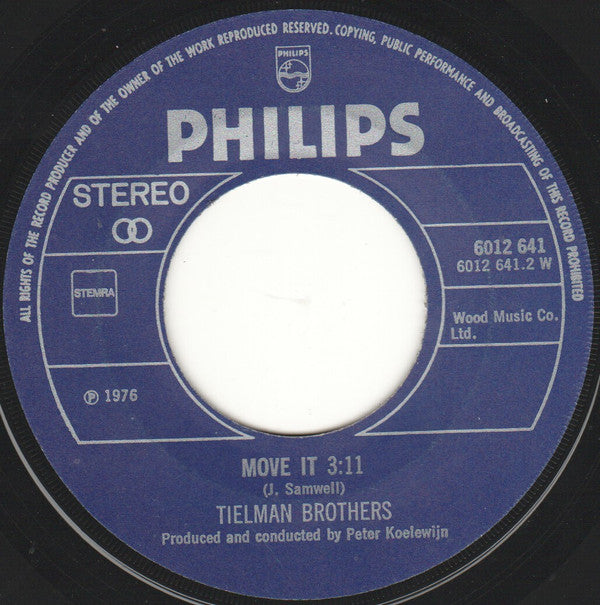 ALL RIGHTS OF THE RECORD PRODUCER AND OF THE OWNER OF THE WORK REPRODUCED RESERVED. COPYING, PUBLIC PERFORMANCE AND BROADCASTING OF THIS RECORD PROHIBITED
PHILIPS
PHILIPS
STEREO
6012 641
6012 641.2 W
STEMRA
Wood Music Co.
Ltd.
℗ 1976
MOVE IT 3:11
(J. Samwell)
TIELMAN BROTHERS
Produced and conducted by Peter Koelewijn